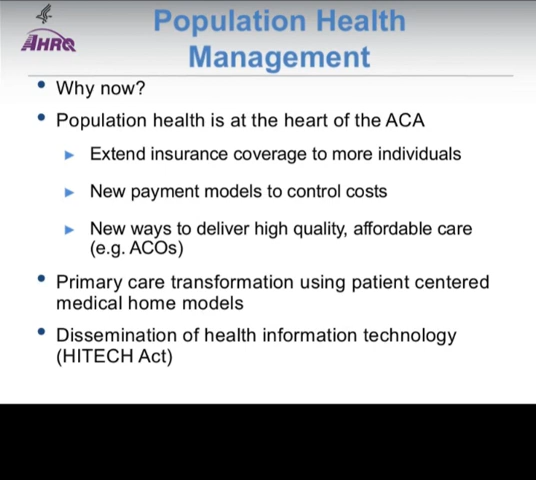 AHRQ
Population Health
Management
• Why now?
• Population health is at the heart of the ACA
► Extend insurance coverage to more individuals
► New payment models to control costs
► New ways to deliver high quality, affordable care
(e.g. ACOs)
• Primary care transformation using patient centered
medical home models
• Dissemination of health information technology
(HITECH Act)